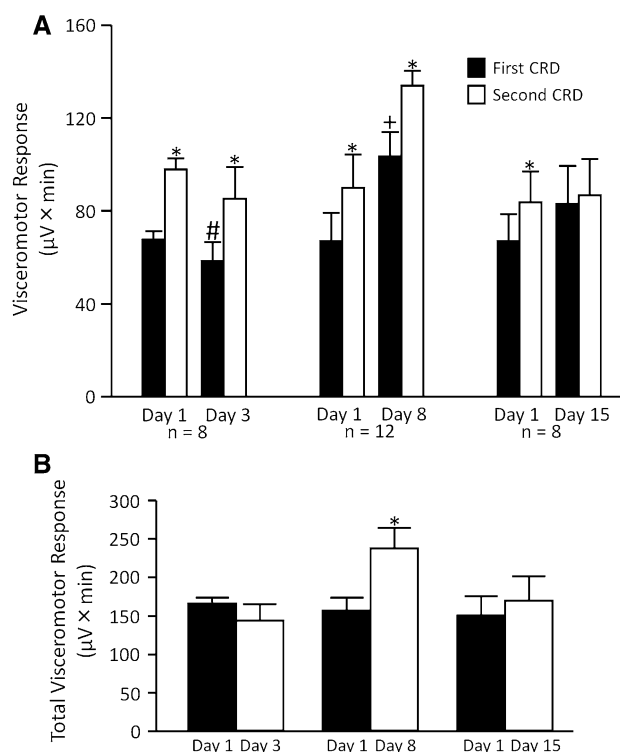 A
160
120
80
40
0
Visceromotor Response
(µV × min)
First CRD
Second CRD
*
*
#
*
+
*
*
Day 1 Day 3
n = 8
Day 1 Day 8
n = 12
Day 1 Day 15
n = 8
B
300
250
200
150
100
50
0
Total Visceromotor Response
(µV × min)
*
Day 1 Day 3
Day 1 Day 8
Day 1 Day 15